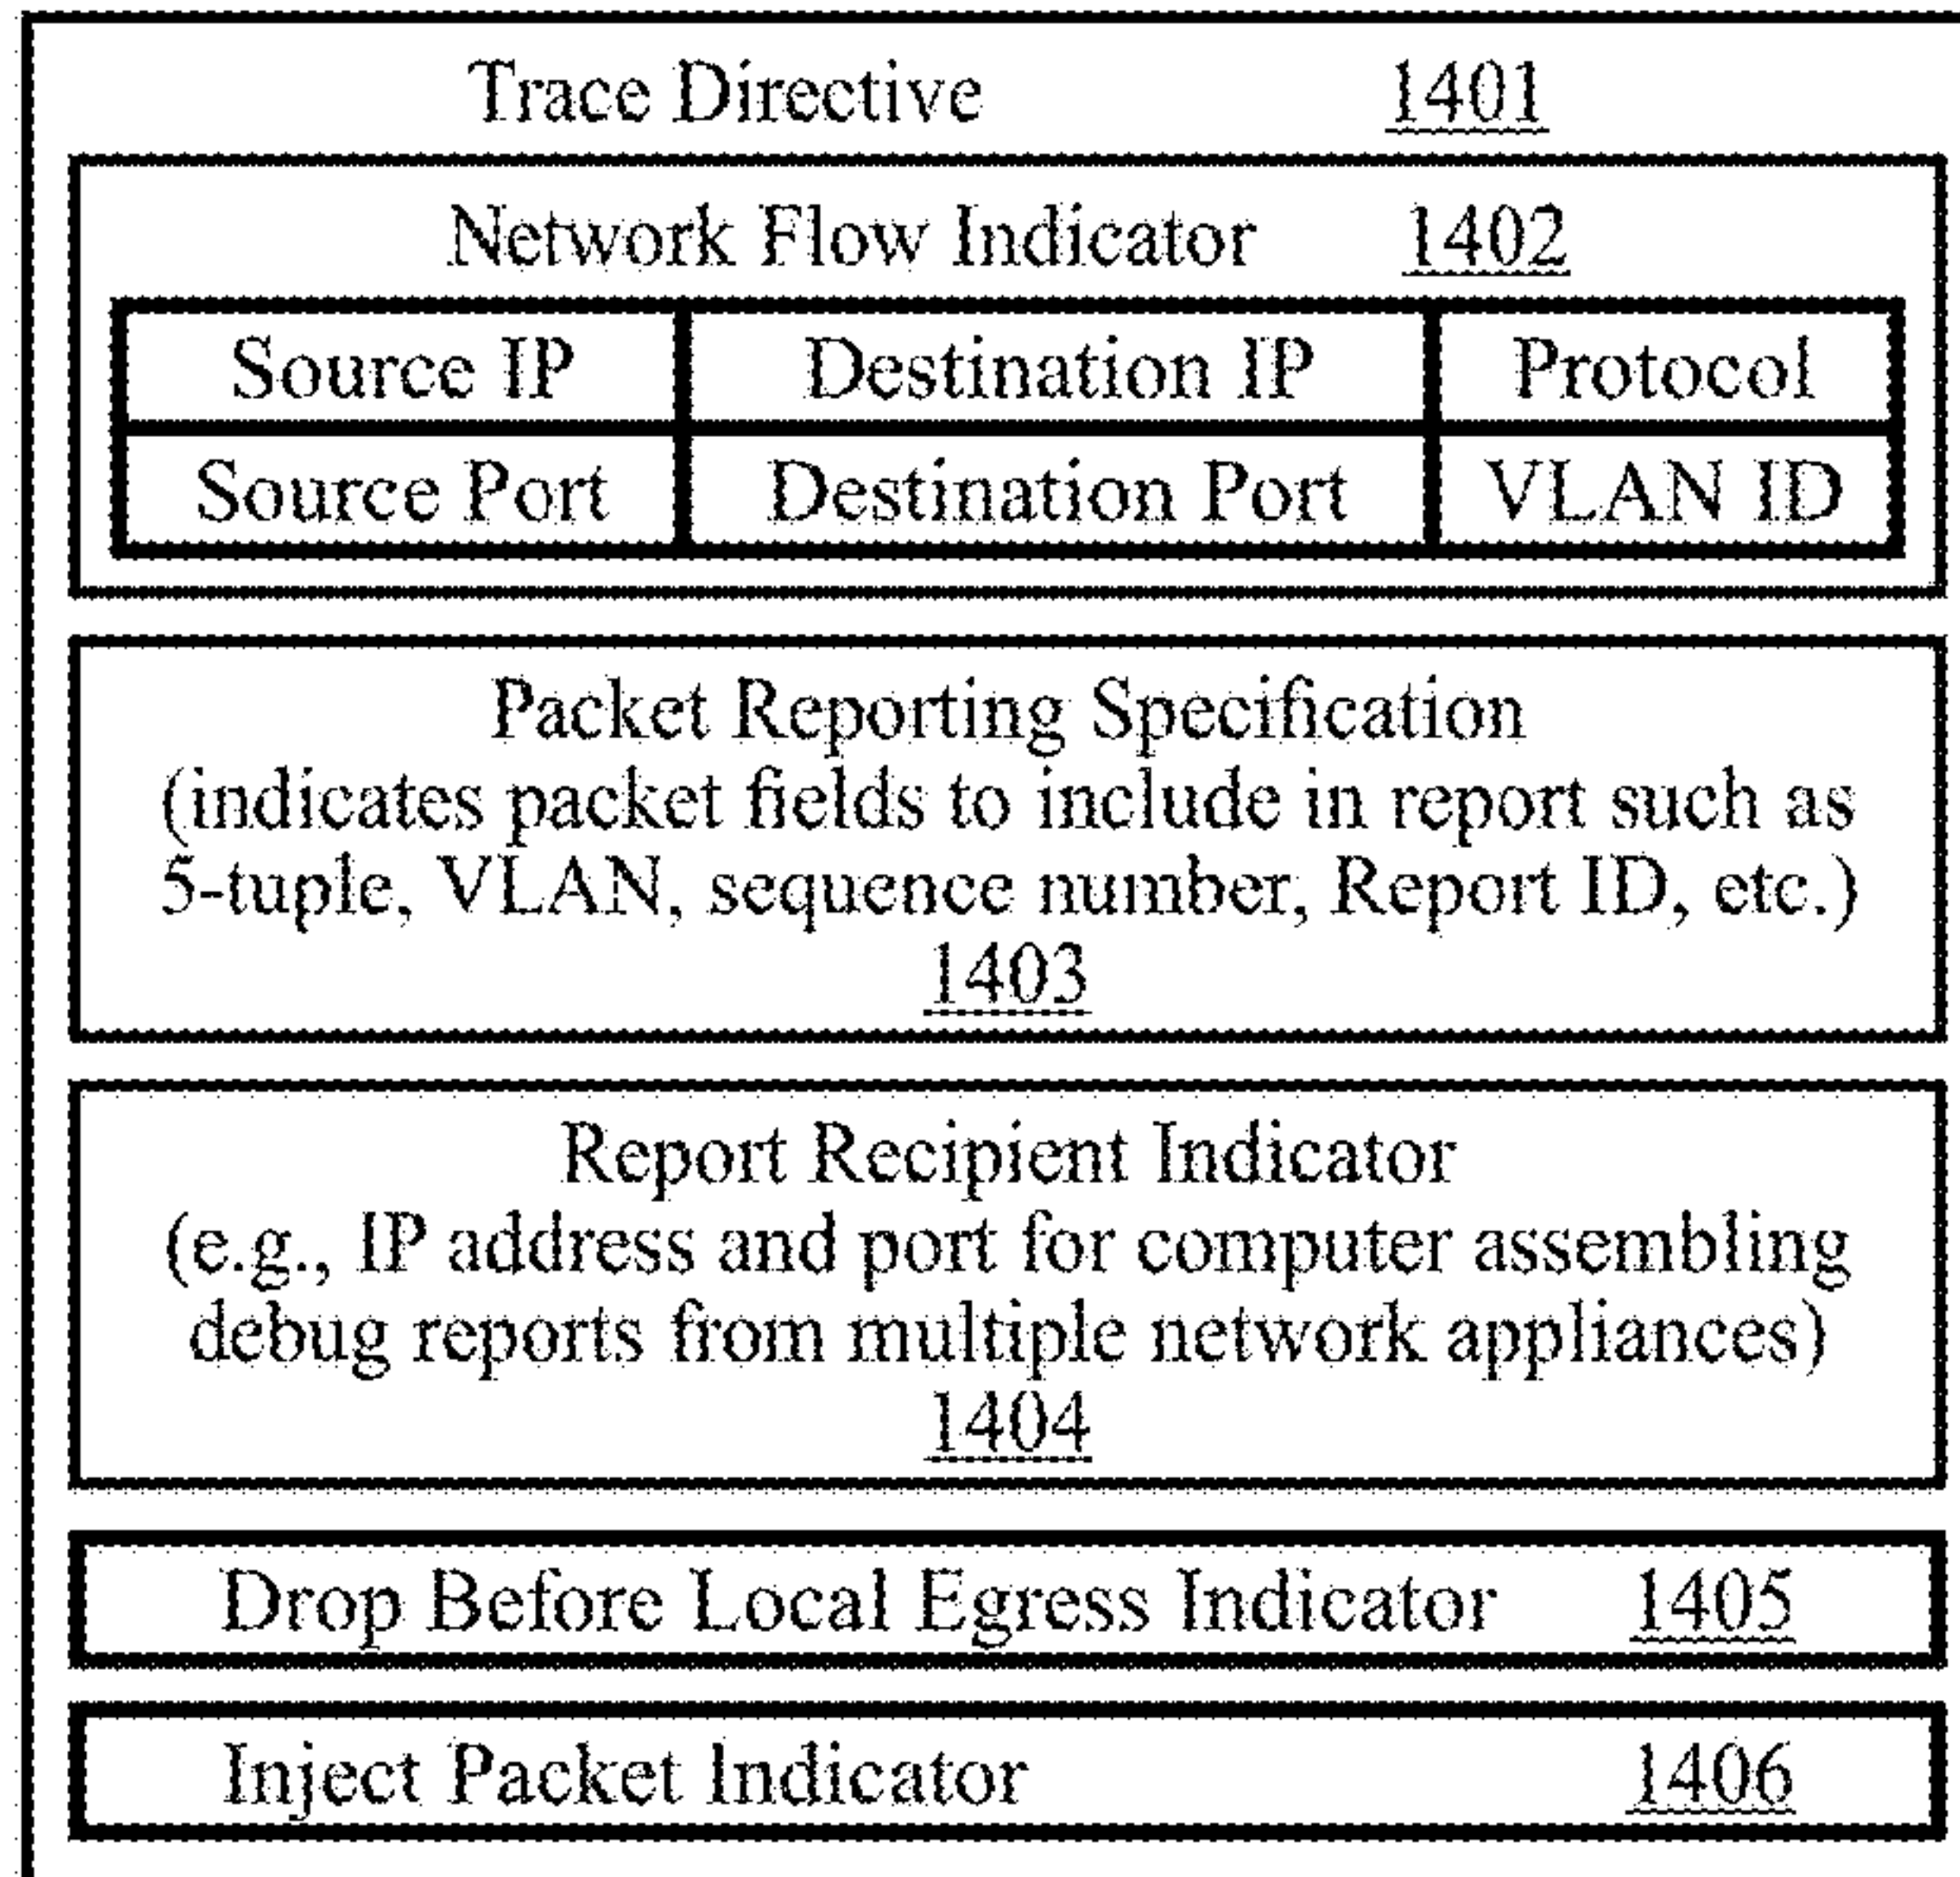 Trace Directive 1401
Network Flow Indicator 1402
Source IP Destination IP Protocol
Source Port Destination Port VLAN ID
Packet Reporting Specification
(indicates packet fields to include in report such as
5-tuple, VLAN, sequence number, Report ID, etc.)
1403
Report Recipient Indicator
(e.g., IP address and port for computer assembling
debug reports from multiple network appliances)
1404
Drop Before Local Egress Indicator 1405
Inject Packet Indicator 1406